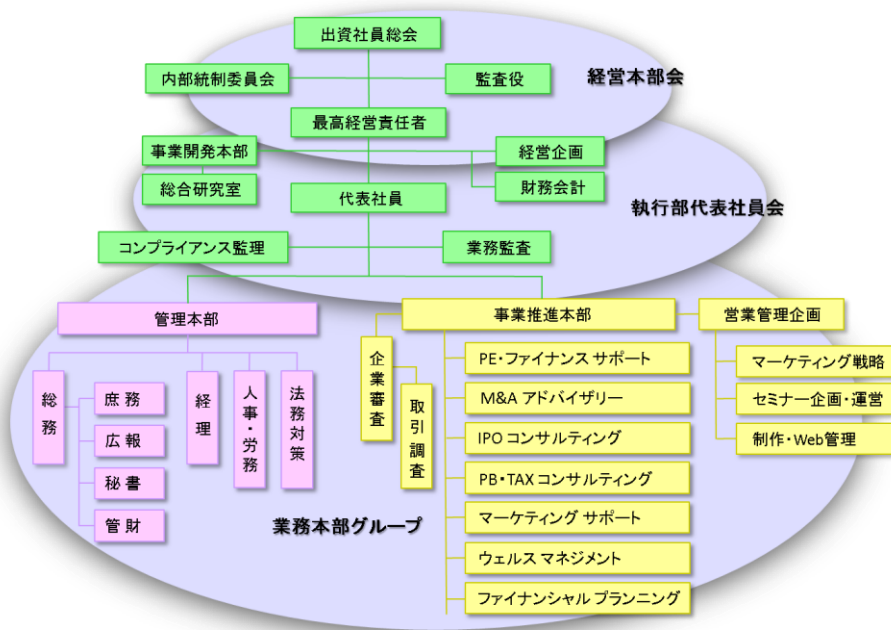 出資社員総会
内部統制委員会
監査役
経営本部会
最高経営責任者
事業開発本部
経営企画
総合研究室
代表社員
財務会計
執行部代表社員会
コンプライアンス監理
業務監査
管理本部
事業推進本部
営業管理企画
総務
庶務
広報
秘書
管財
経理
人事・労務
法務対策
企業審査
取引調査
PE・ファイナンス サポート
M&A アドバイザリー
IPO コンサルティング
PB・TAX コンサルティング
マーケティング サポート
ウェルス マネジメント
ファイナンシャル プランニング
マーケティング戦略
セミナー企画・運営
制作・Web管理
業務本部グループ